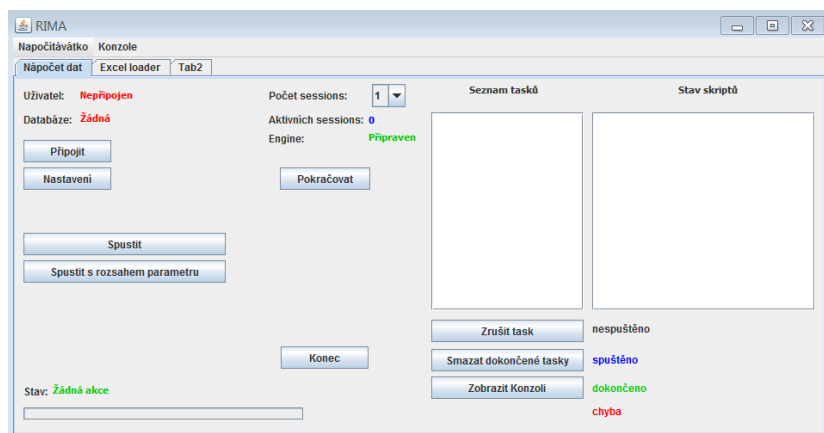 RIMA
Napočítávátko Konzole
Nápočet dat Excel loader Tab2
Uživatel: Nepřipojen
Databáze: Žádná
Připojit
Nastavení
Spustit
Spustit s rozsahem parametru
Stav: Žádná akce
Počet sessions: 1
Aktivních sessions: 0
Engine: Připraven
Pokračovat
Konec
Seznam tasků
Stav skriptů
Zrušit task
Smazat dokončené tasky
Zobrazit Konzoli
nespuštěno
spuštěno
dokončeno
chyba